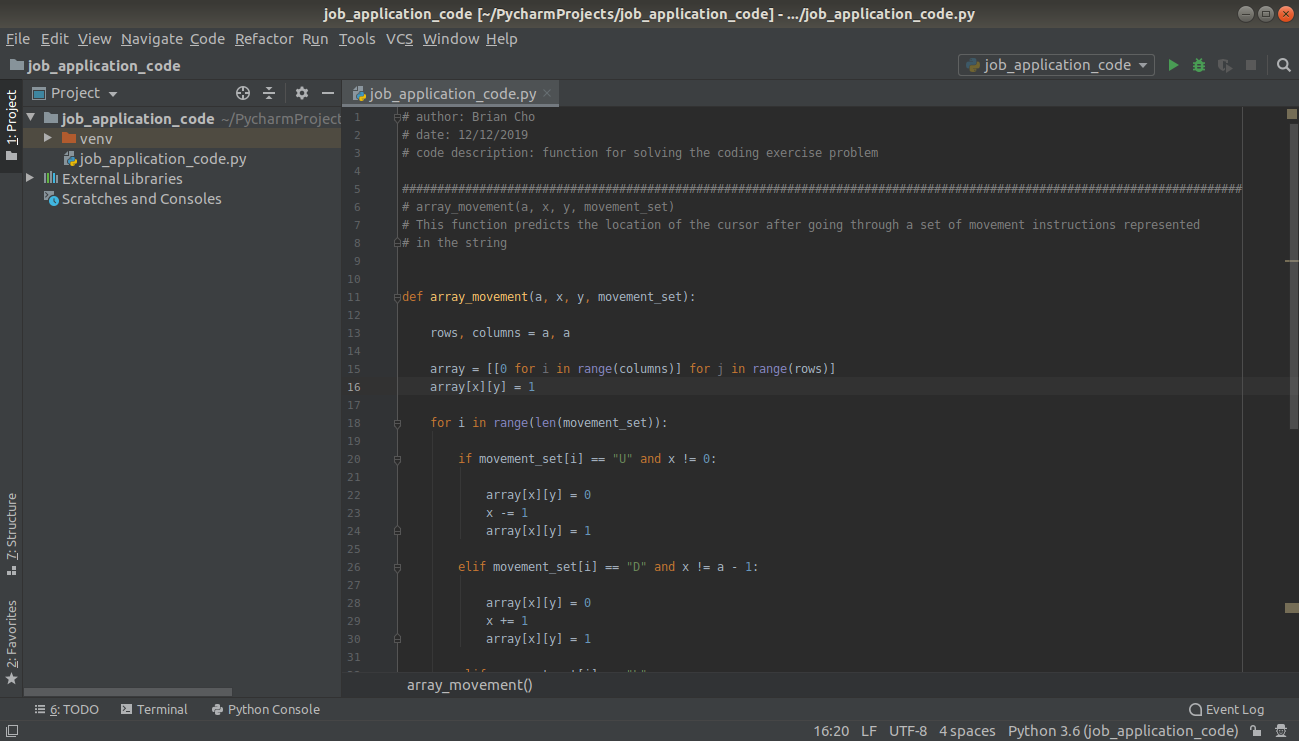 job_application_code [~/PycharmProjects/job_application_code] - .../job_application_code.py
File Edit View Navigate Code Refactor Run Tools VCS Window Help
job_application_code
job_application_code
1: Project
Project
job_application_code ~/PycharmProject
venv
job_application_code.py
External Libraries
Scratches and Consoles
7: Structure
2: Favorites
job_application_code.py
1 # author: Brian Cho
2 # date: 12/12/2019
3 # code description: function for solving the coding exercise problem
4
5 ########################################################################################################################
6 # array_movement(a, x, y, movement_set)
7 # This function predicts the location of the cursor after going through a set of movement instructions represented
8 # in the string
9
10
11 def array_movement(a, x, y, movement_set):
12
13 rows, columns = a, a
14
15 array = [[0 for i in range(columns)] for j in range(rows)]
16 array[x][y] = 1
17
18 for i in range(len(movement_set)):
19
20 if movement_set[i] == "U" and x != 0:
21
22 array[x][y] = 0
23 x -= 1
24 array[x][y] = 1
25
26 elif movement_set[i] == "D" and x != a - 1:
27
28 array[x][y] = 0
29 x += 1
30 array[x][y] = 1
31
array_movement()
6: TODO Terminal Python Console Event Log
16:20 LF UTF-8 4 spaces Python 3.6 (job_application_code)